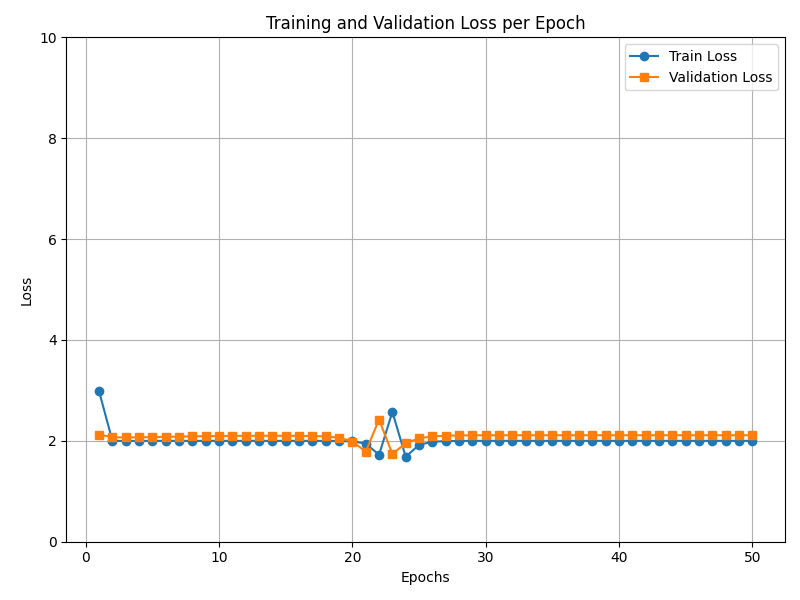 Training and Validation Loss per Epoch
Train Loss
Validation Loss
10
8
6
4
2
0
Loss
0 10 20 30 40 50
Epochs